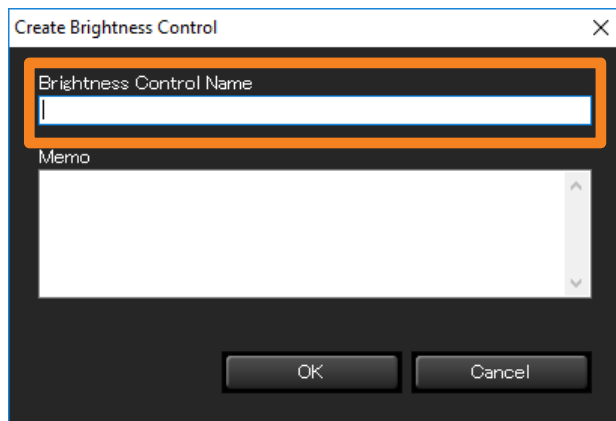 Create Brightness Control
Brightness Control Name
Memo
OK
Cancel